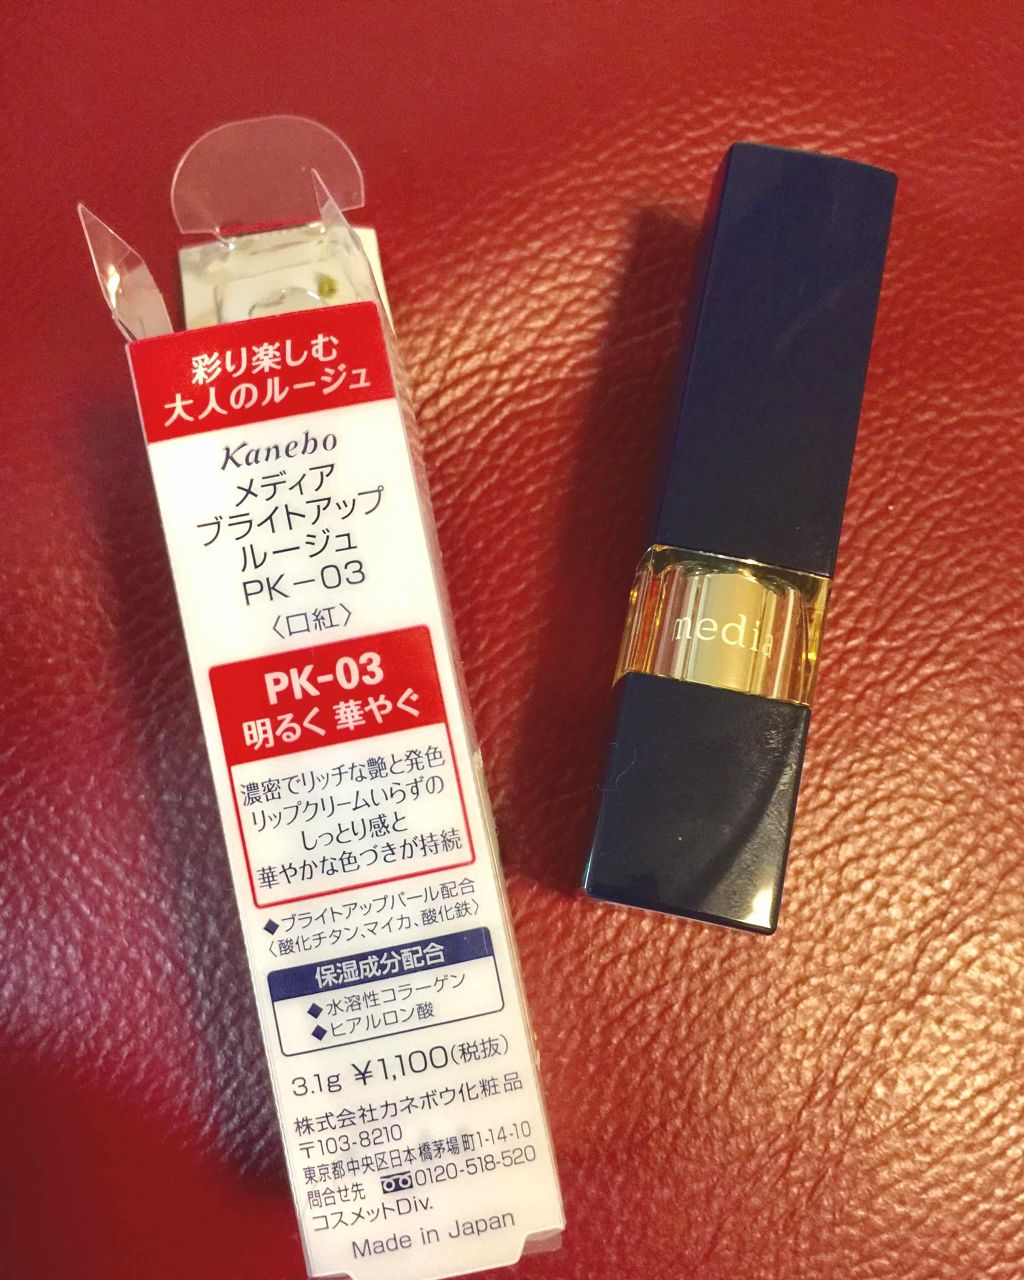 彩り楽しむ
大人のルージュ
Kanebo
メディア
ブライトアップ
ルージュ
PK-03
〈口紅〉
PK-03
明るく 華やぐ
濃密でリッチな艶と発色
リップクリームいらずの
しっとり感と
華やかな色づきが持続
◆ブライトアップパール配合
〈酸化チタン、マイカ、酸化鉄〉
保湿成分配合
◆水溶性コラーゲン
◆ヒアルロン酸
3.1g ¥1,100(税抜)
株式会社カネボウ化粧品
〒103-8210
東京都中央区日本橋茅場町1-14-10
問合せ先 0120-518-520
コスメットDiv.
Made in Japan
media